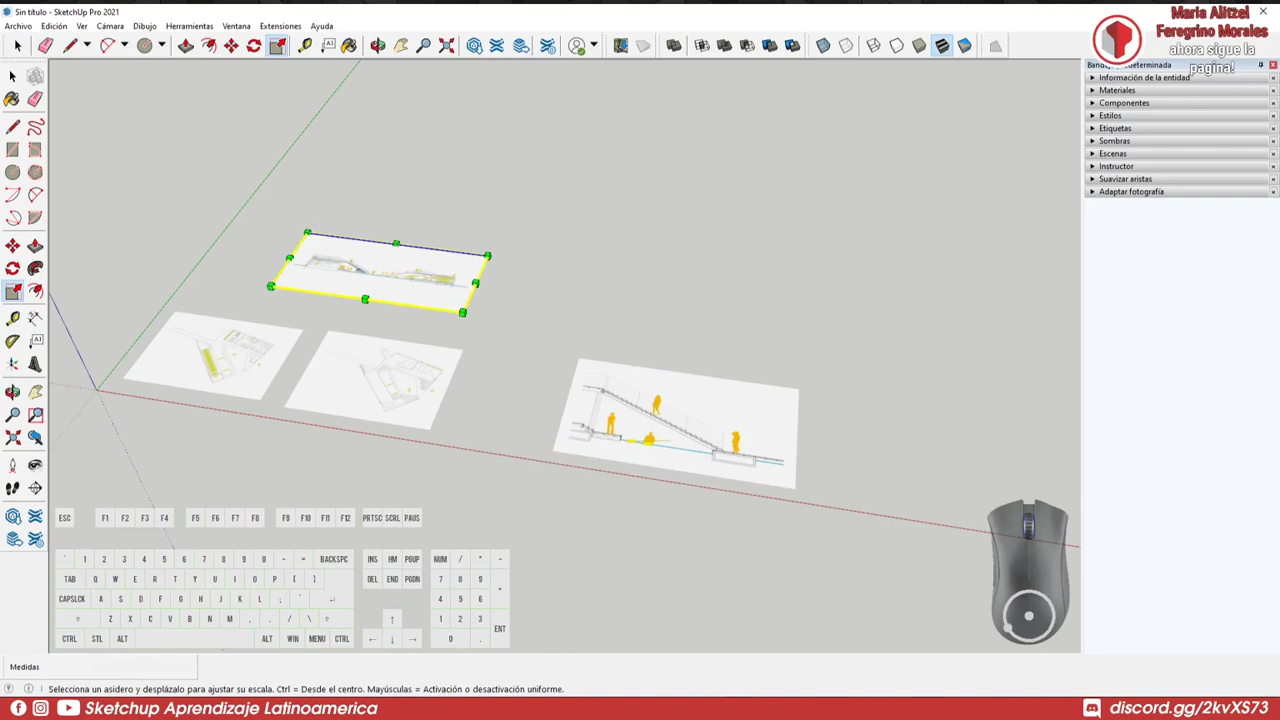 Sin título - SketchUp Pro 2021
Archivo Edición Ver Cámara Dibujo Herramientas Ventana Extensiones Ayuda
Maria Alitzel
Feregrino Morales
ahora sigue la
pagina!
Información de la entidad
Materiales
Componentes
Estilos
Etiquetas
Sombras
Escenas
Instructor
Suavizar aristas
Adaptar fotografía
ESC F1 F2 F3 F4 F5 F6 F7 F8 F9 F10 F11 F12 PRTSC SCRL PAUS
` 1 2 3 4 5 6 7 8 9 0 - = BACKSPC INS HM PGUP NUM / * -
TAB Q W E R T Y U I O P [ ] DEL END PGDN 7 8 9 +
CAPSLCK A S D F G H J K L ; ' ↵ 4 5 6
⇧ Z X C V B N M , . / \ ⇧ ↑ 1 2 3 ENT
CTRL STL ALT ALT WIN MENU CTRL ← ↓ → 0 .
Medidas
Selecciona un asidero y desplázalo para ajustar su escala. Ctrl = Desde el centro. Mayúsculas = Activación o desactivación uniforme.
Sketchup Aprendizaje Latinoamerica
discord.gg/2kvXS73